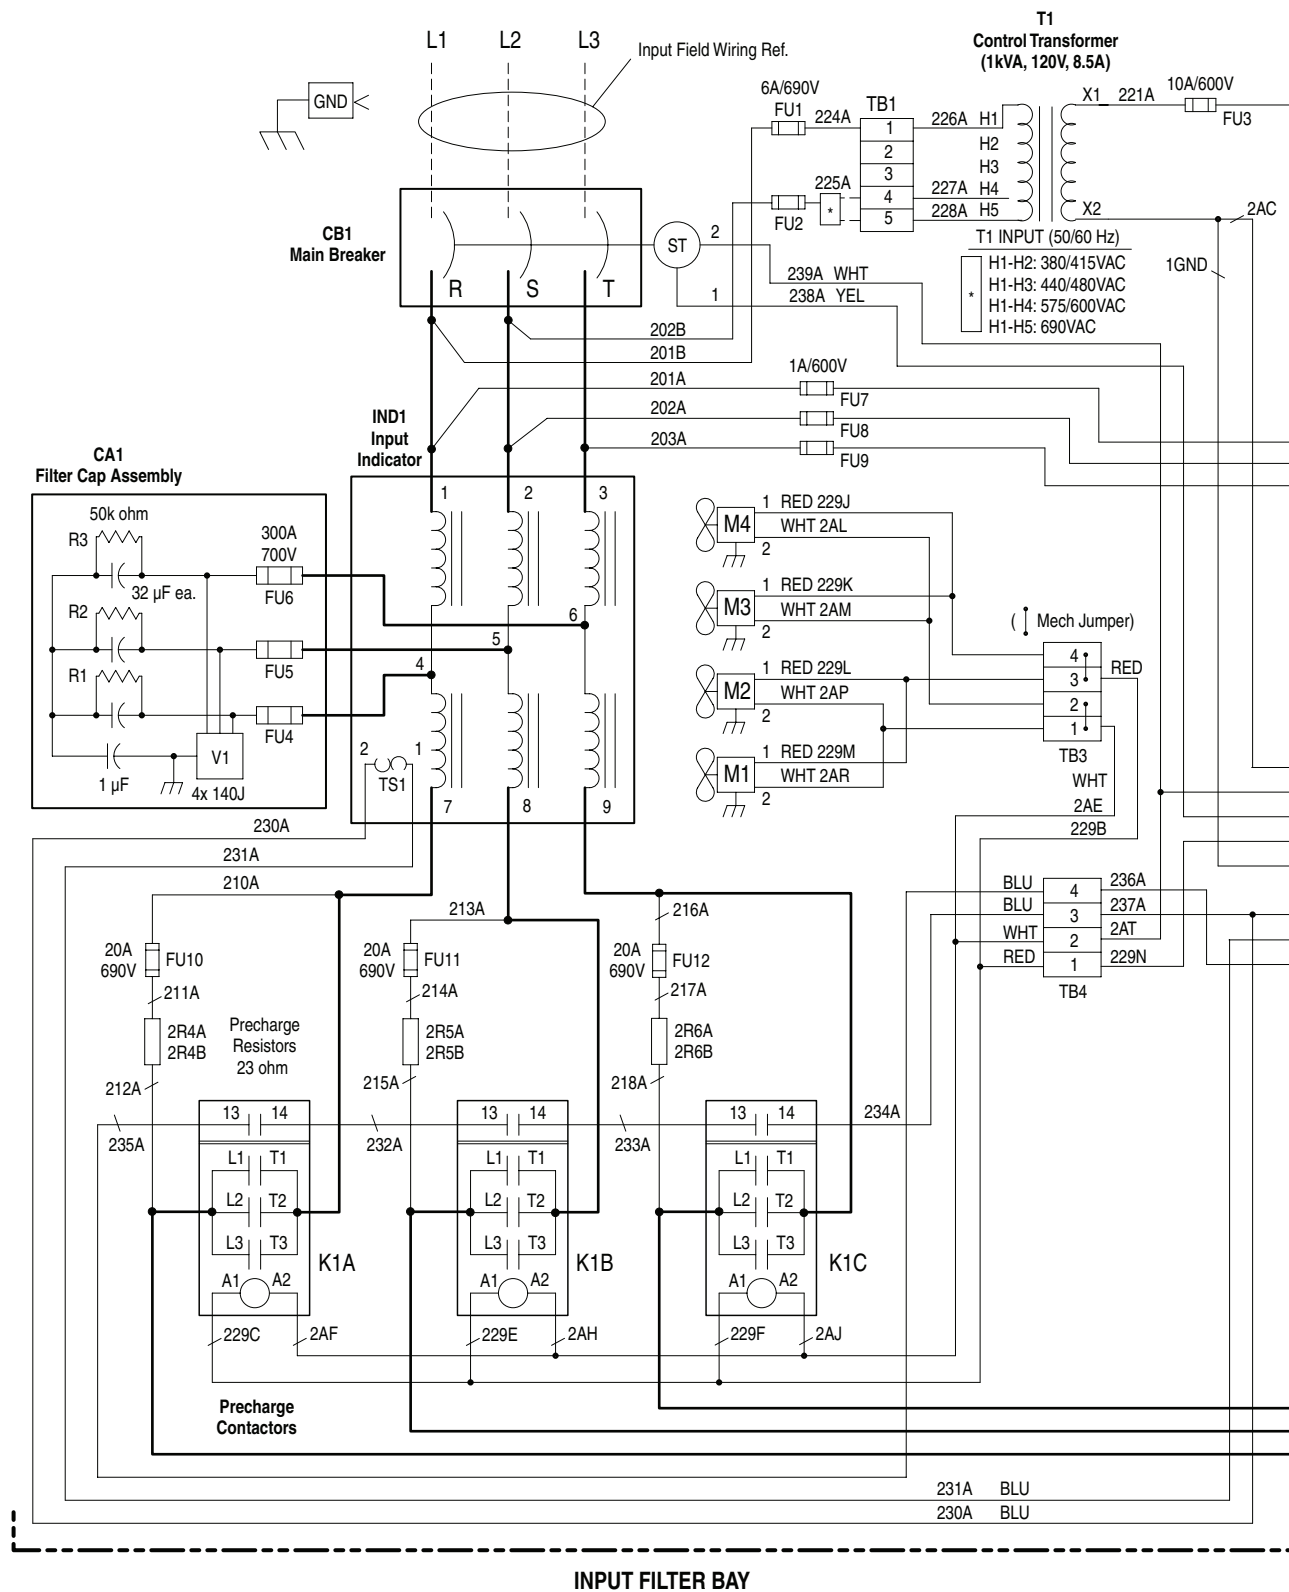 L1 L2 L3
Input Field Wiring Ref.
T1
Control Transformer
(1kVA, 120V, 8.5A)
GND
6A/690V
FU1
224A
TB1
1
2
3
4
5
226A H1
H2
H3
227A H4
228A H5
X1
221A
10A/600V
FU3
X2
2AC
1GND
FU2
225A
*
T1 INPUT (50/60 Hz)
*
H1-H2: 380/415VAC
H1-H3: 440/480VAC
H1-H4: 575/600VAC
H1-H5: 690VAC
CB1
Main Breaker
R S T
ST
2
1
239A WHT
238A YEL
202B
201B
201A
202A
203A
1A/600V
FU7
FU8
FU9
IND1
Input
Indicator
CA1
Filter Cap Assembly
50k ohm
R3
32 µF ea.
R2
R1
300A
700V
FU6
FU5
FU4
1 µF
V1
4x 140J
1 2 3
6
5
4
2 1
TS1
7 8 9
M4
1 RED 229J
WHT 2AL
2
M3
1 RED 229K
WHT 2AM
2
M2
1 RED 229L
WHT 2AP
2
M1
1 RED 229M
WHT 2AR
2
( Mech Jumper)
4
3
2
1
TB3
RED
WHT
2AE
229B
230A
231A
210A
213A
216A
20A
690V
FU10
211A
2R4A
2R4B
212A
Precharge
Resistors
23 ohm
20A
690V
FU11
214A
2R5A
2R5B
215A
20A
690V
FU12
217A
2R6A
2R6B
218A
BLU 4 236A
BLU 3 237A
WHT 2 2AT
RED 1 229N
TB4
235A
13 14
L1 T1
L2 T2
L3 T3
A1 A2
K1A
229C 2AF
232A
13 14
L1 T1
L2 T2
L3 T3
A1 A2
K1B
229E 2AH
233A
13 14
L1 T1
L2 T2
L3 T3
A1 A2
K1C
229F 2AJ
234A
Precharge
Contactors
231A BLU
230A BLU
INPUT FILTER BAY